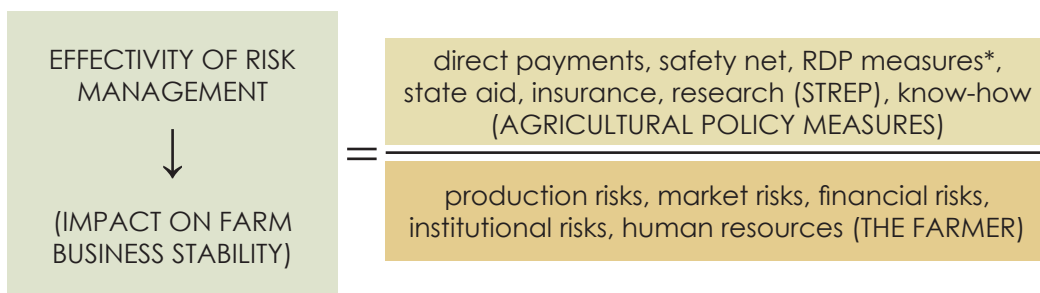 EFFECTIVITY OF RISK
MANAGEMENT
↓
(IMPACT ON FARM
BUSINESS STABILITY)
=
direct payments, safety net, RDP measures*,
state aid, insurance, research (STREP), know-how
(AGRICULTURAL POLICY MEASURES)
production risks, market risks, financial risks,
institutional risks, human resources (THE FARMER)